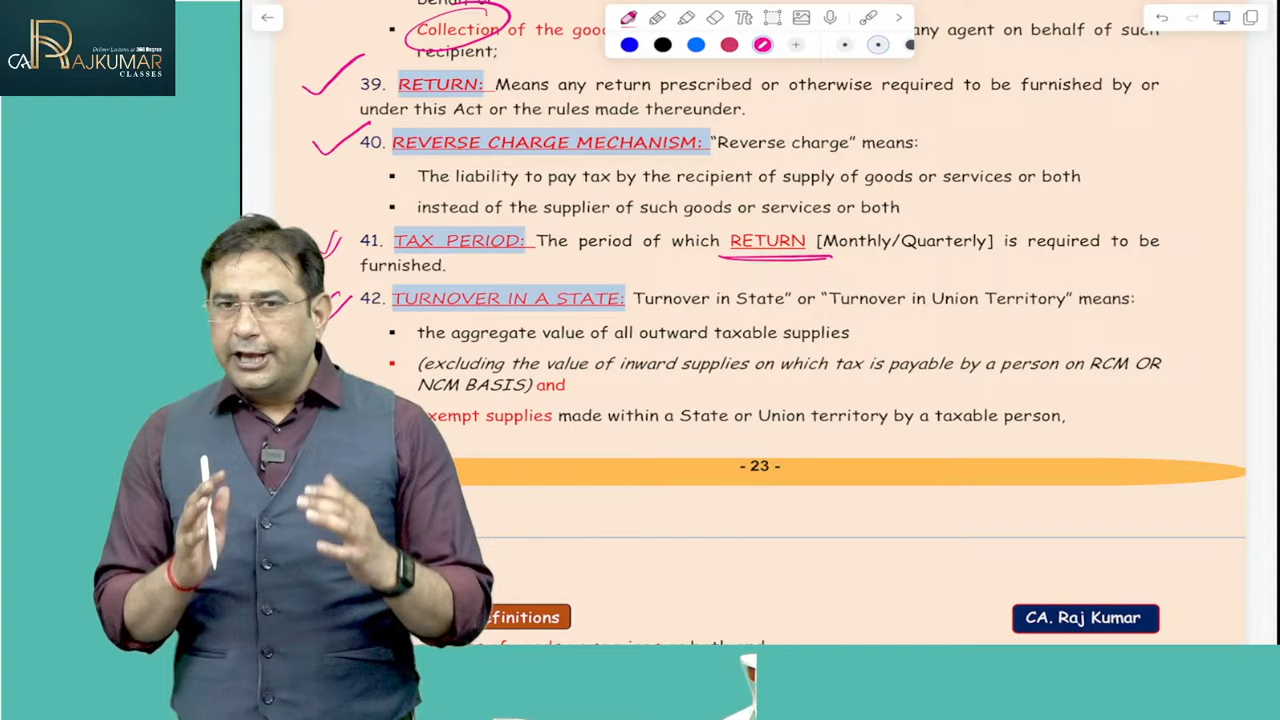 Deliver Lectures at 360 Degree
CA RAJKUMAR
CLASSES
Collection of the goo
any agent on behalf of such
recipient;
39. RETURN: Means any return prescribed or otherwise required to be furnished by or
under this Act or the rules made thereunder.
40. REVERSE CHARGE MECHANISM: “Reverse charge” means:
▪ The liability to pay tax by the recipient of supply of goods or services or both
▪ instead of the supplier of such goods or services or both
41. TAX PERIOD: The period of which RETURN [Monthly/Quarterly] is required to be
furnished.
42. TURNOVER IN A STATE: Turnover in State” or “Turnover in Union Territory” means:
▪ the aggregate value of all outward taxable supplies
▪ (excluding the value of inward supplies on which tax is payable by a person on RCM OR
NCM BASIS) and
xempt supplies made within a State or Union territory by a taxable person,
- 23 -
efinitions
CA. Raj Kumar